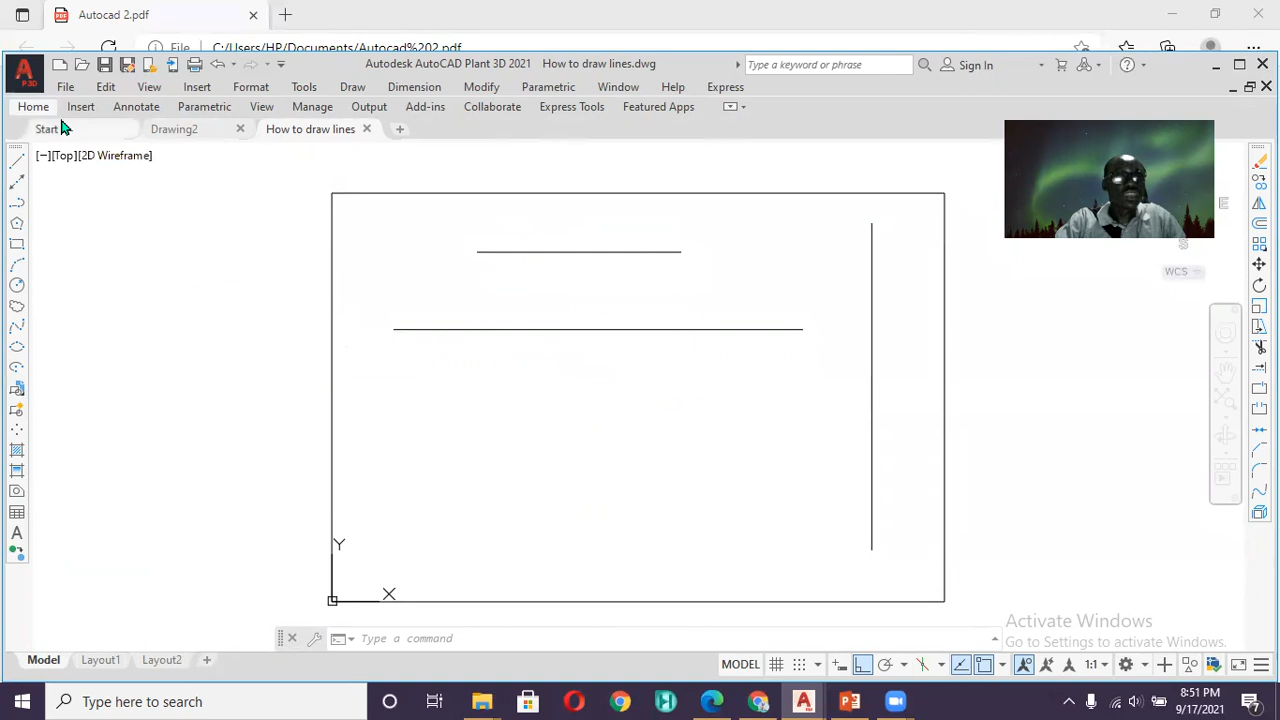 Autocad 2.pdf
File C:/Users/HP/Documents/Autocad%202.pdf
A P3D Autodesk AutoCAD Plant 3D 2021 How to draw lines.dwg Type a keyword or phrase Sign In
File Edit View Insert Format Tools Draw Dimension Modify Parametric Window Help Express
Home Insert Annotate Parametric View Manage Output Add-ins Collaborate Express Tools Featured Apps
Start Drawing2 How to draw lines
[−][Top][2D Wireframe]
E
S
WCS
Y
X
Activate Windows
Go to Settings to activate Windows.
Type a command
Model Layout1 Layout2 MODEL 1:1
Type here to search
8:51 PM
9/17/2021